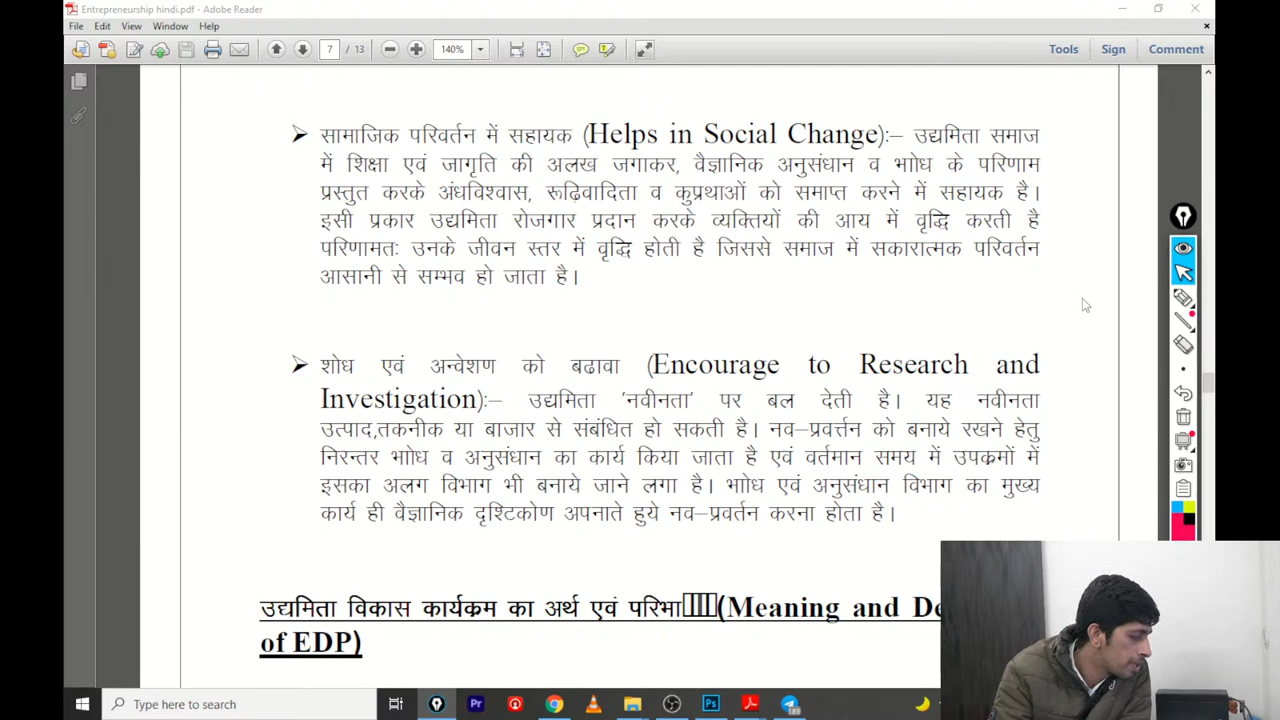 Entrepreneurship hindi.pdf - Adobe Reader
File Edit View Window Help
7 / 13 140% Tools Sign Comment
➢ सामाजिक परिवर्तन में सहायक (Helps in Social Change):– उद्यमिता समाज
में शिक्षा एवं जागृति की अलख जगाकर, वैज्ञानिक अनुसंधान व भाोध के परिणाम
प्रस्तुत करके अंधविश्वास, रूढ़िवादिता व कुप्रथाओं को समाप्त करने में सहायक है।
इसी प्रकार उद्यमिता रोजगार प्रदान करके व्यक्तियों की आय में वृद्धि करती है
परिणामतः उनके जीवन स्तर में वृद्धि होती है जिससे समाज में सकारात्मक परिवर्तन
आसानी से सम्भव हो जाता है।
➢ शोध एवं अन्वेशण को बढावा (Encourage to Research and
Investigation):– उद्यमिता 'नवीनता' पर बल देती है। यह नवीनता
उत्पाद,तकनीक या बाजार से संबंधित हो सकती है। नव–प्रवर्त्तन को बनाये रखने हेतु
निरन्तर भाोध व अनुसंधान का कार्य किया जाता है एवं वर्तमान समय में उपक्रमों में
इसका अलग विभाग भी बनाये जाने लगा है। भाोध एवं अनुसंधान विभाग का मुख्य
कार्य ही वैज्ञानिक दृश्टिकोण अपनाते हुये नव–प्रवर्तन करना होता है।
उद्यमिता विकास कार्यक्रम का अर्थ एवं (Meaning and
of EDP)
Type here to search